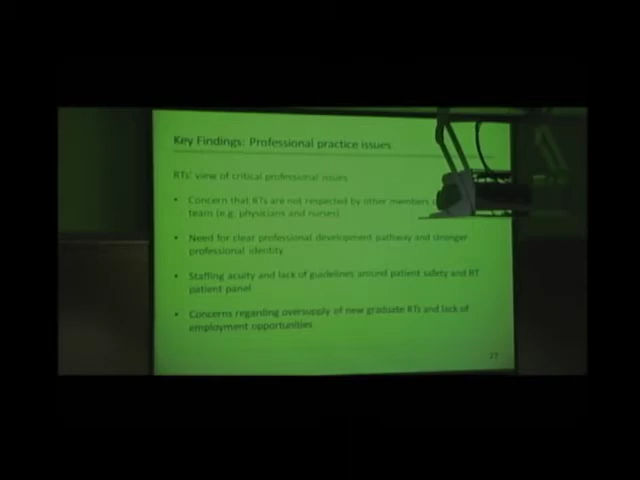 Key Findings: Professional practice issues
RTs' view of critical professional issues
• Concern that RTs are not respected by other members
team (e.g. physicians and nurses)
• Need for clear professional development pathway and stronger
professional identity
• Staffing acuity and lack of guidelines around patient safety and RT
patient panel
• Concerns regarding oversupply of new graduate RTs and lack of
employment opportunities
27